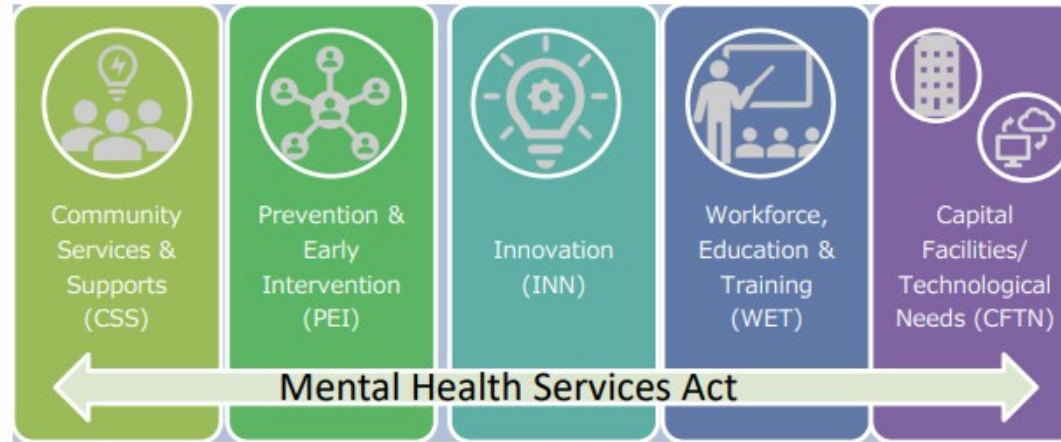 Community
Services &
Supports
(CSS)
Prevention &
Early
Intervention
(PEI)
Innovation
(INN)
Workforce,
Education &
Training
(WET)
Capital
Facilities/
Technological
Needs (CFTN)
Mental Health Services Act